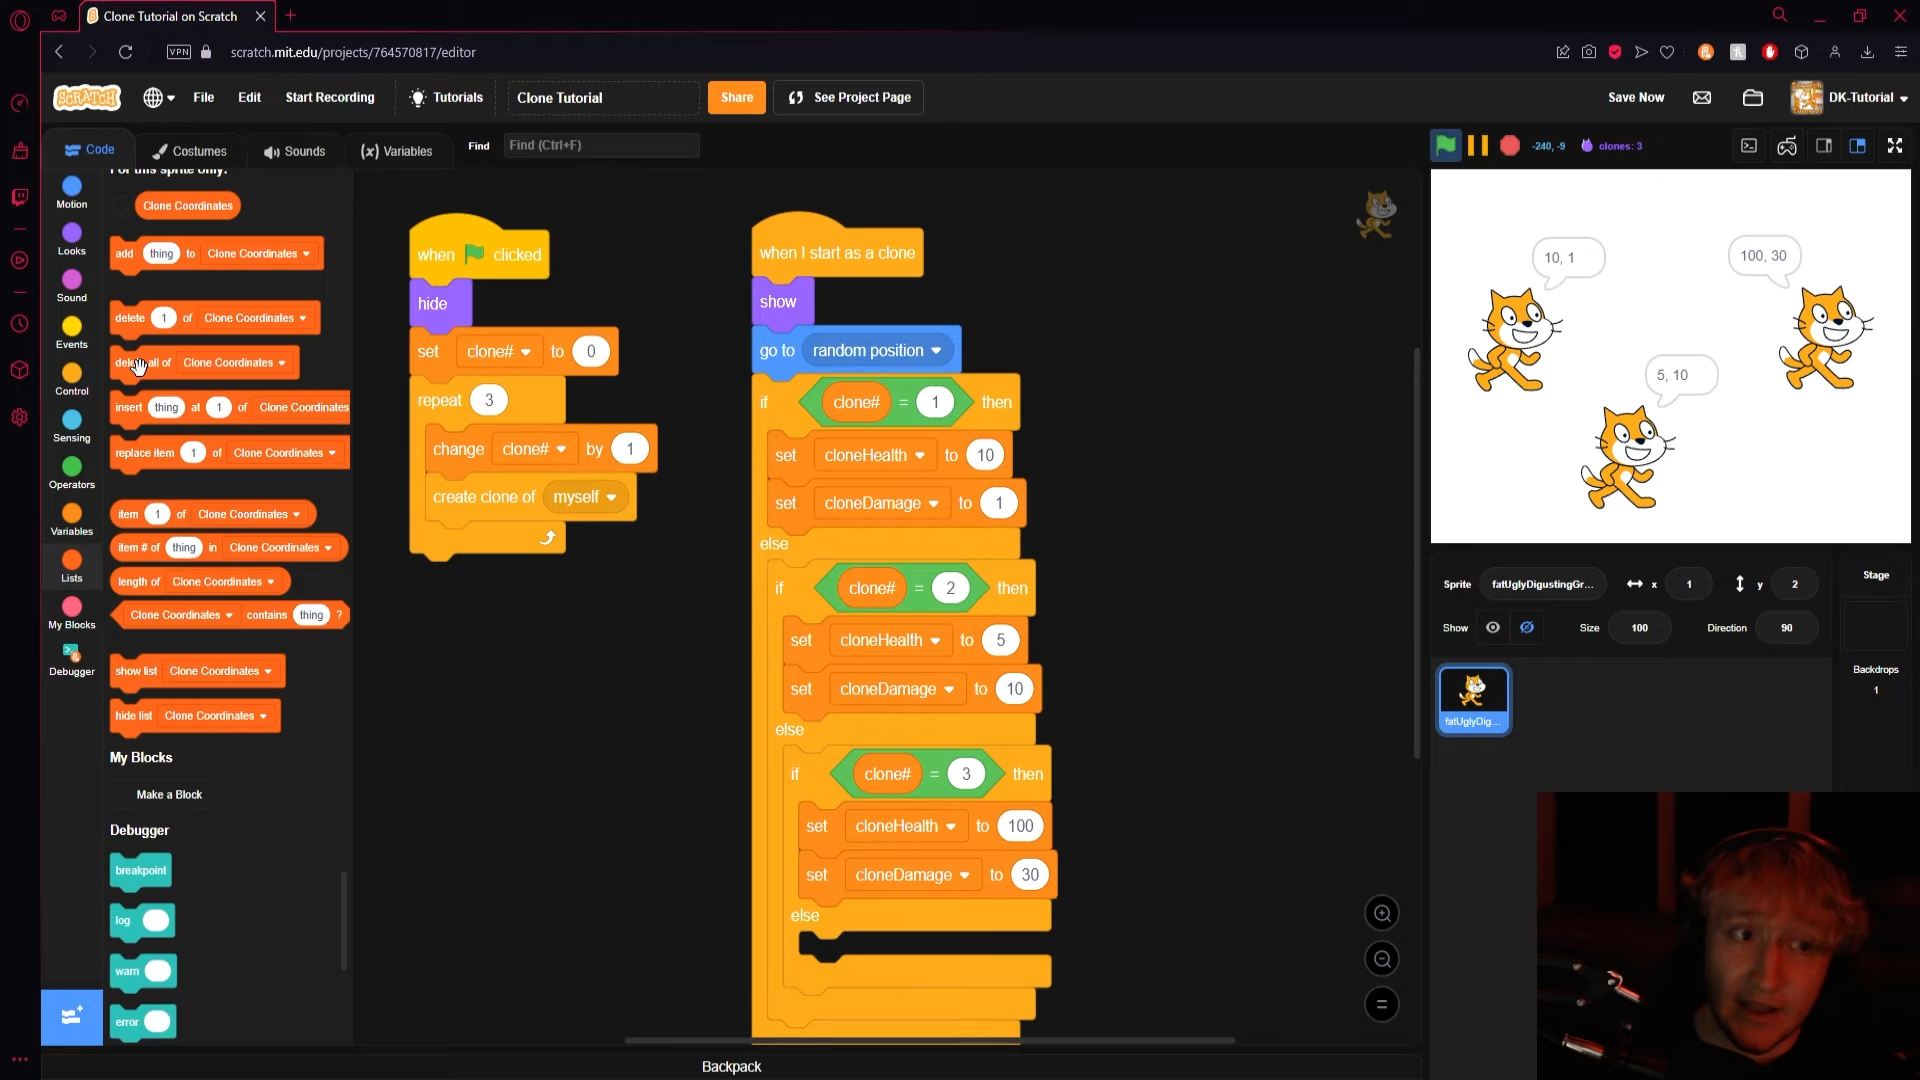 Clone Tutorial on Scratch
VPN
scratch.mit.edu/projects/764570817/editor
SCRATCH
File
Edit
Start Recording
Tutorials
Clone Tutorial
Share
See Project Page
Save Now
DK-Tutorial
Code
Costumes
Sounds
(x) Variables
Find
Find (Ctrl+F)
-240, -9
clones: 3
Motion
Looks
Sound
Events
Control
Sensing
Operators
Variables
Lists
My Blocks
Debugger
For this sprite only:
Clone Coordinates
add thing to Clone Coordinates
delete 1 of Clone Coordinates
delete all of Clone Coordinates
insert thing at 1 of Clone Coordinates
replace item 1 of Clone Coordinates
item 1 of Clone Coordinates
item # of thing in Clone Coordinates
length of Clone Coordinates
Clone Coordinates contains thing ?
show list Clone Coordinates
hide list Clone Coordinates
My Blocks
Make a Block
Debugger
breakpoint
log
warn
error
when clicked
hide
set clone# to 0
repeat 3
change clone# by 1
create clone of myself
when I start as a clone
show
go to random position
if clone# = 1 then
set cloneHealth to 10
set cloneDamage to 1
else
if clone# = 2 then
set cloneHealth to 5
set cloneDamage to 10
else
if clone# = 3 then
set cloneHealth to 100
set cloneDamage to 30
else
Backpack
10, 1
100, 30
5, 10
Sprite fatUglyDigustingGr... x 1 y 2
Show Size 100 Direction 90
fatUglyDig...
Stage
Backdrops
1